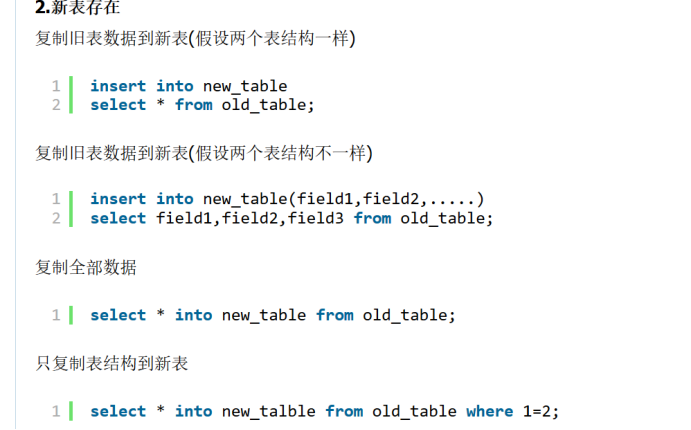 2.新表存在
复制旧表数据到新表(假设两个表结构一样)
1 insert into new_table
2 select * from old_table;
复制旧表数据到新表(假设两个表结构不一样)
1 insert into new_table(field1,field2,.....)
2 select field1,field2,field3 from old_table;
复制全部数据
1 select * into new_table from old_table;
只复制表结构到新表
1 select * into new_talble from old_table where 1=2;